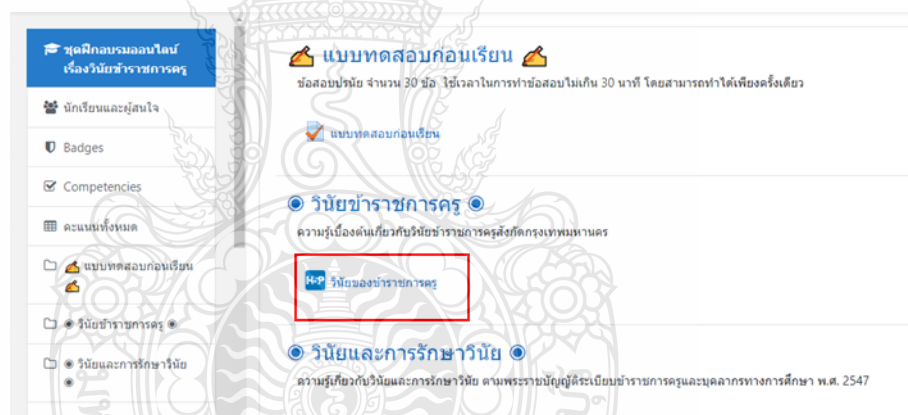 ชุดฝึกอบรมออนไลน์
เรื่องวินัยข้าราชการครู
นักเรียนและผู้สนใจ
Badges
Competencies
คะแนนทั้งหมด
แบบทดสอบก่อนเรียน
วินัยข้าราชการครู
วินัยและการรักษาวินัย
แบบทดสอบก่อนเรียน
ข้อสอบปรนัย จำนวน 30 ข้อ ใช้เวลาในการทำข้อสอบไม่เกิน 30 นาที โดยสามารถทำได้เพียงครั้งเดียว
แบบทดสอบก่อนเรียน
วินัยข้าราชการครู
ความรู้เบื้องต้นเกี่ยวกับวินัยข้าราชการครูสังกัดกรุงเทพมหานคร
H5P วินัยของข้าราชการครู
วินัยและการรักษาวินัย
ความรู้เกี่ยวกับวินัยและการรักษาวินัย ตามพระราชบัญญัติระเบียบข้าราชการครูและบุคลากรทางการศึกษา พ.ศ. 2547